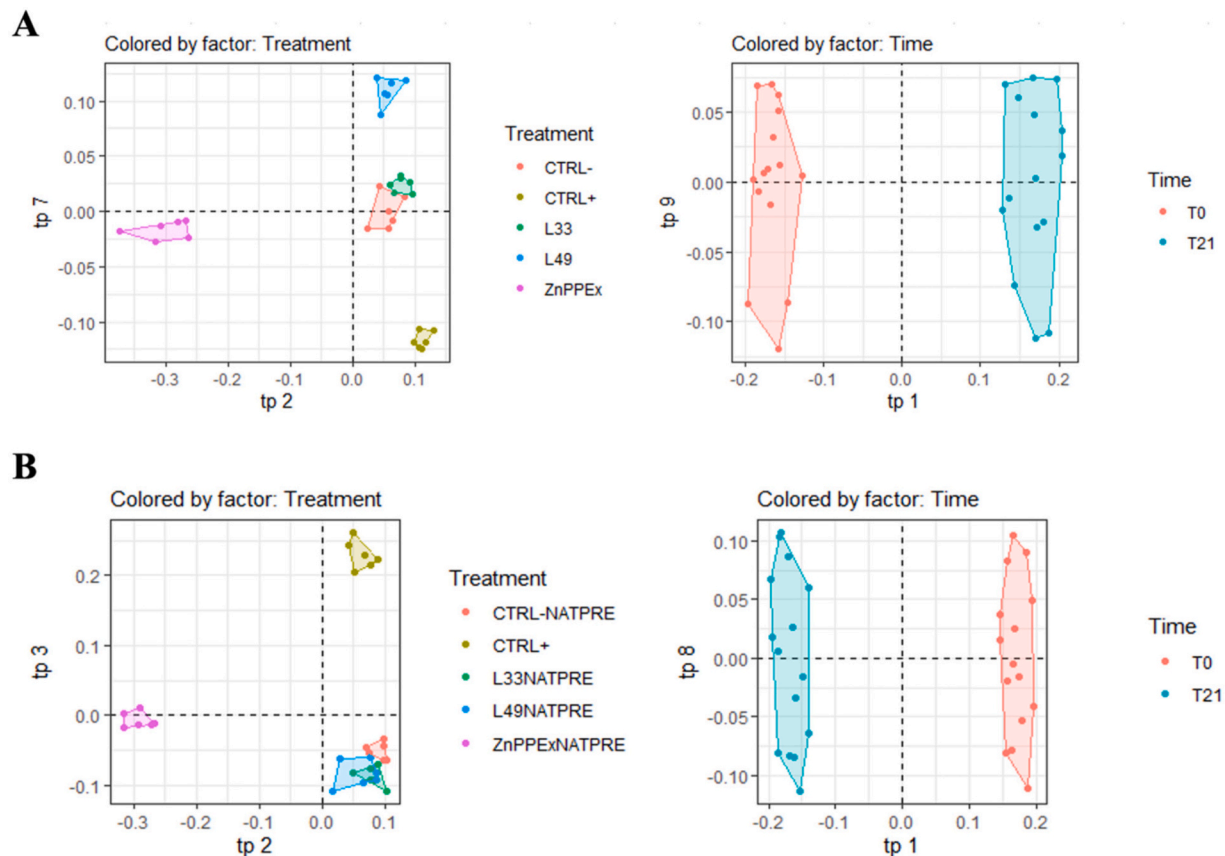 A
Colored by factor: Treatment
0.10
0.05
0.00
-0.05
-0.10
tp 7
-0.3
-0.2
-0.1
0.0
0.1
tp 2
Treatment
CTRL-
CTRL+
L33
L49
ZnPPEx
Colored by factor: Time
0.05
0.00
-0.05
-0.10
tp 9
-0.2
-0.1
0.0
0.1
0.2
tp 1
Time
T0
T21
B
Colored by factor: Treatment
0.2
0.1
0.0
-0.1
tp 3
-0.3
-0.2
-0.1
0.0
0.1
tp 2
Treatment
CTRL-NATPRE
CTRL+
L33NATPRE
L49NATPRE
ZnPPExNATPRE
Colored by factor: Time
0.10
0.05
0.00
-0.05
-0.10
tp 8
-0.2
-0.1
0.0
0.1
0.2
tp 1
Time
T0
T21